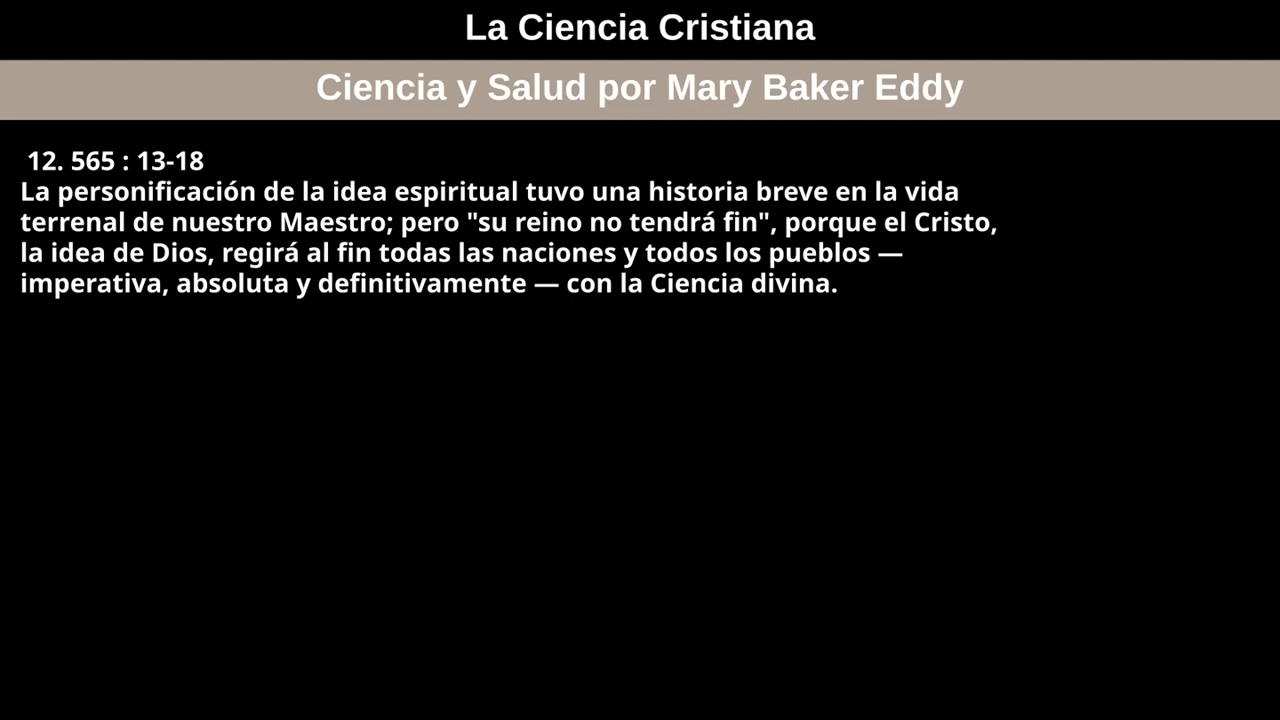 La Ciencia Cristiana
Ciencia y Salud por Mary Baker Eddy
12. 565 : 13-18
La personificación de la idea espiritual tuvo una historia breve en la vida
terrenal de nuestro Maestro; pero "su reino no tendrá fin", porque el Cristo,
la idea de Dios, regirá al fin todas las naciones y todos los pueblos —
imperativa, absoluta y definitivamente — con la Ciencia divina.